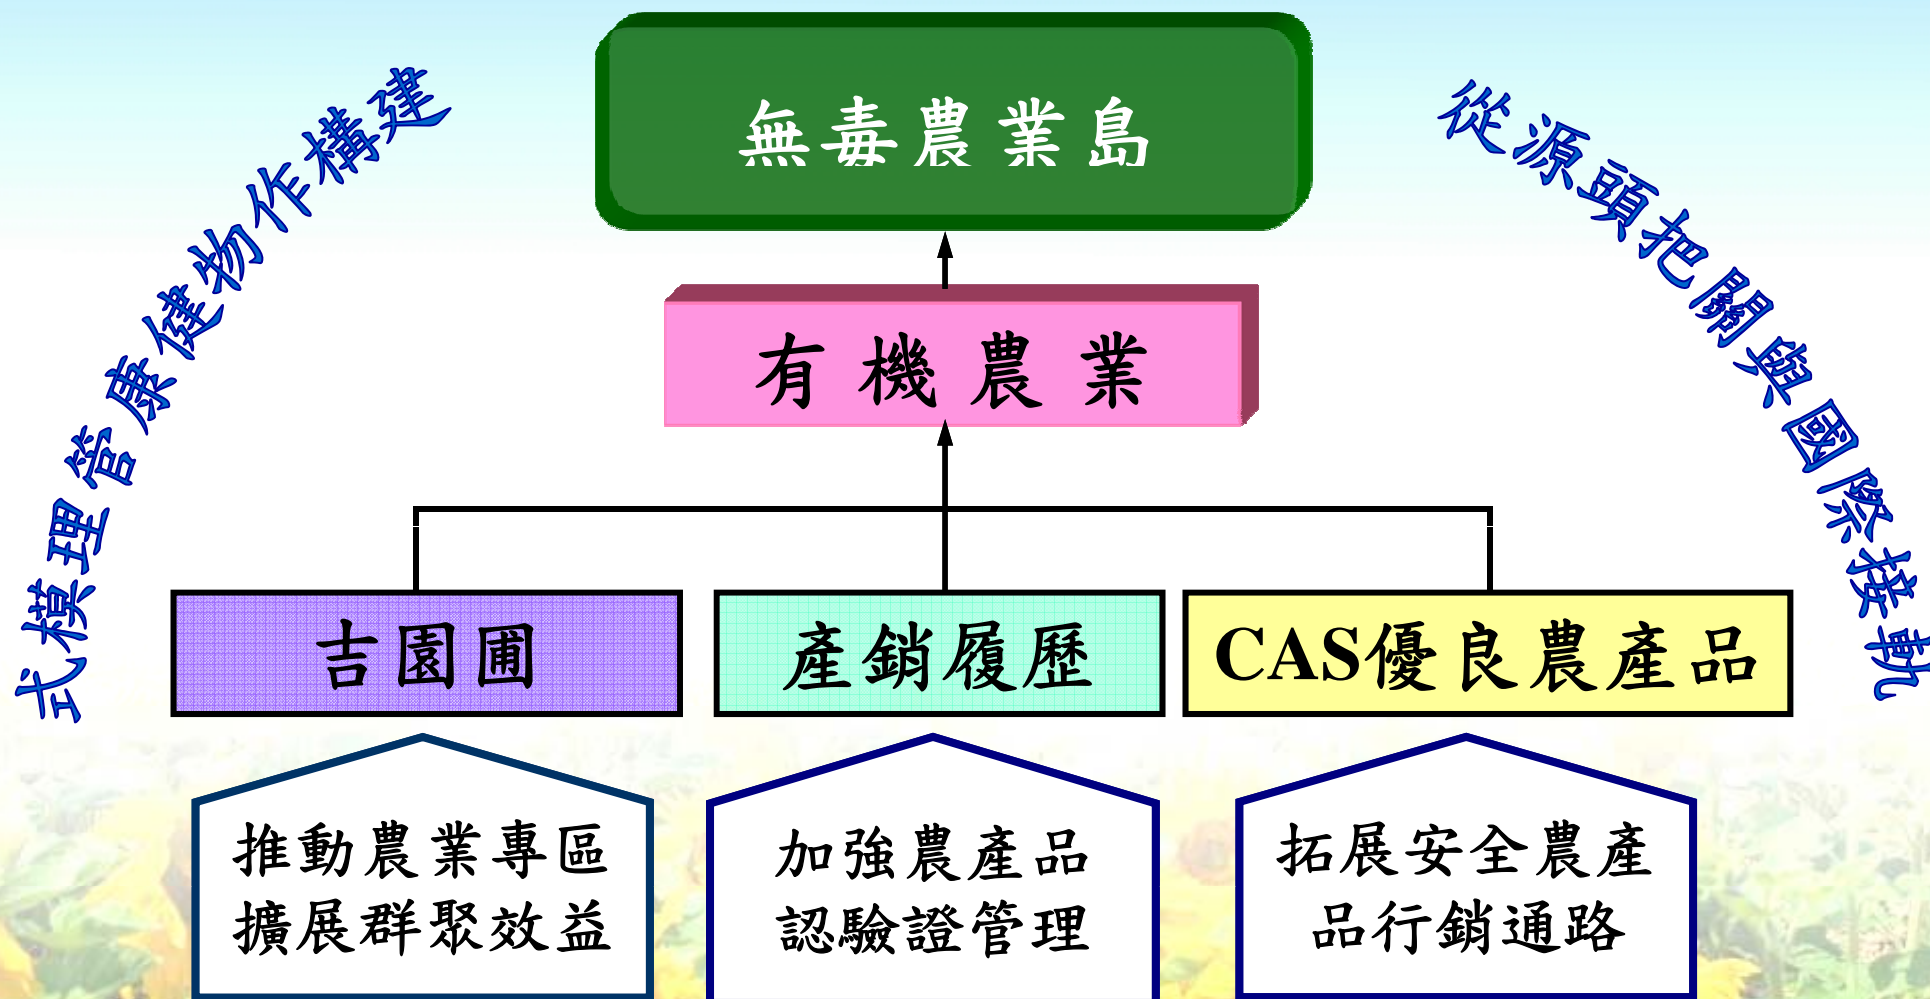 無毒農業島
建構作物健康管理模式
從源頭把關與國際接軌
有機農業
吉園圃
產銷履歷
CAS優良農產品
推動農業專區
擴展群聚效益
加強農產品
認驗證管理
拓展安全農產
品行銷通路